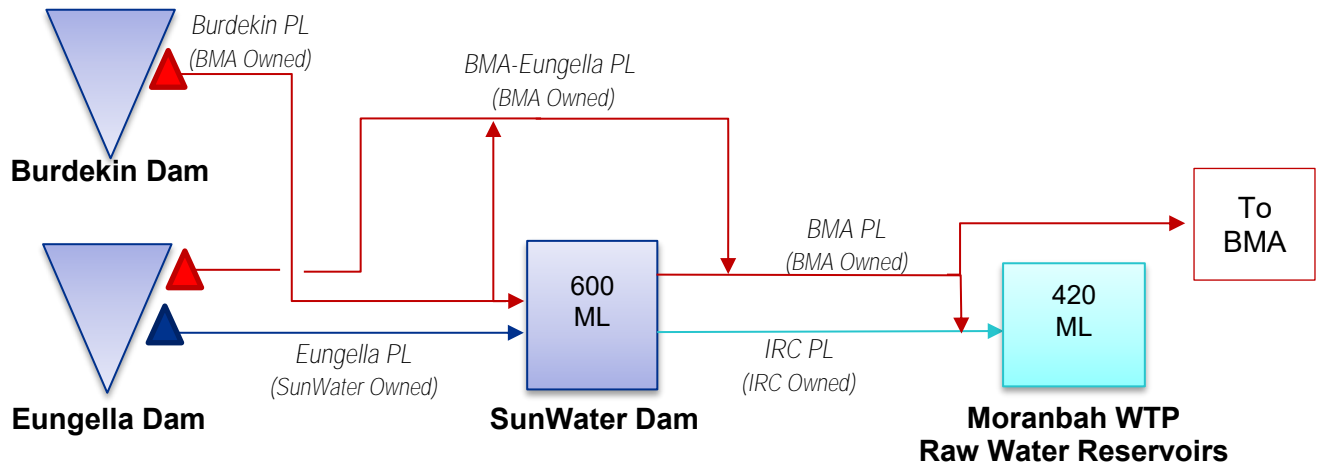 Burdekin PL
(BMA Owned)
BMA-Eungella PL
(BMA Owned)
Burdekin Dam
To
BMA
BMA PL
(BMA Owned)
600
ML
420
ML
Eungella PL
(SunWater Owned)
IRC PL
(IRC Owned)
Eungella Dam
SunWater Dam
Moranbah WTP
Raw Water Reservoirs